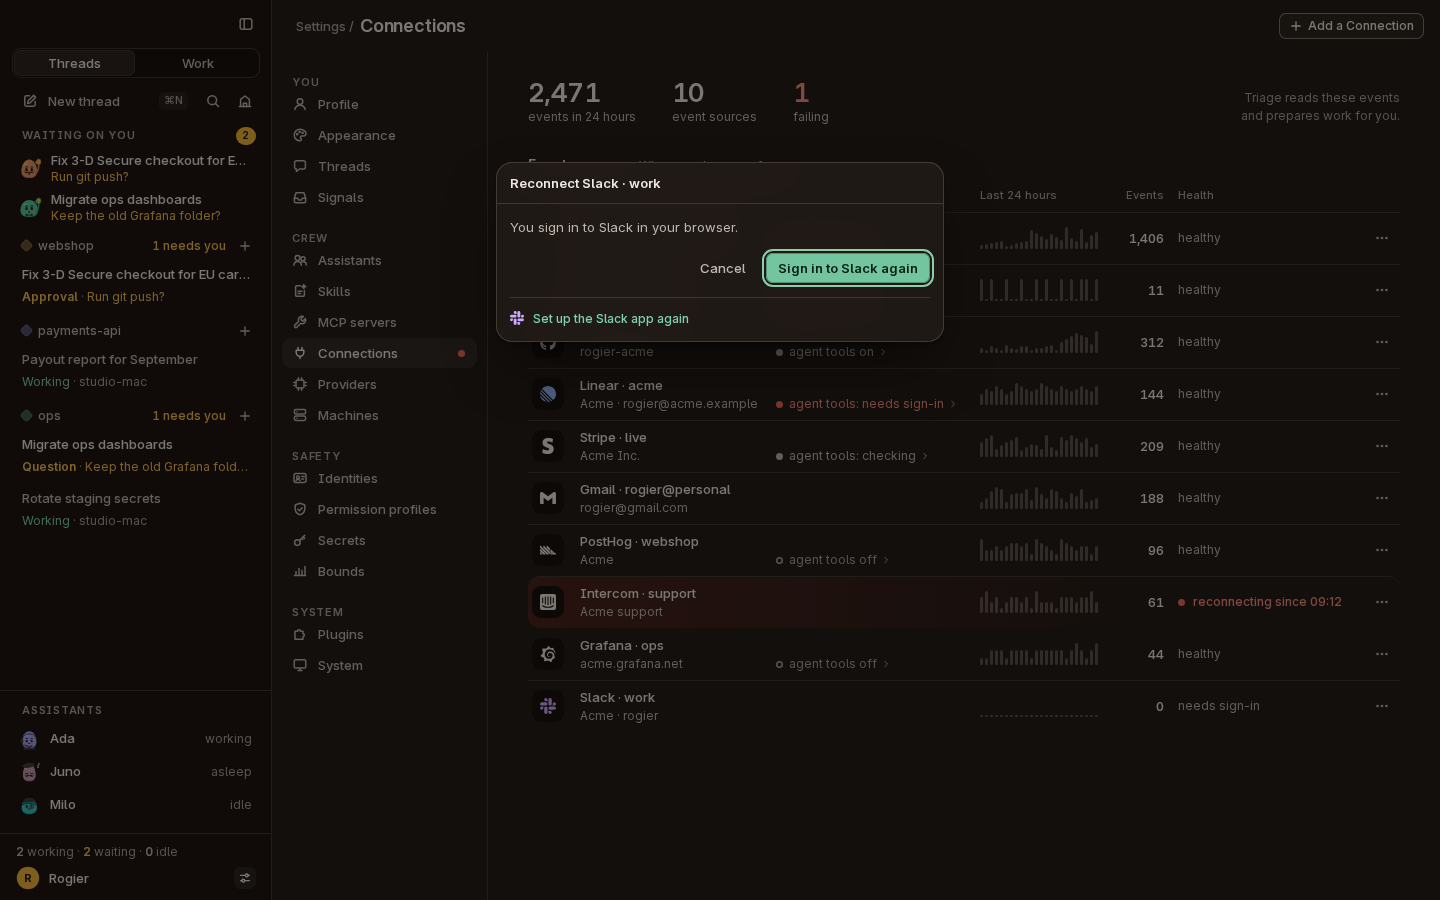 Threads
Work
New thread
⌘N
WAITING ON YOU
2
Fix 3-D Secure checkout for E...
Run git push?
Migrate ops dashboards
Keep the old Grafana folder?
webshop
1 needs you
Fix 3-D Secure checkout for EU car...
Approval · Run git push?
payments-api
Payout report for September
Working · studio-mac
ops
1 needs you
Migrate ops dashboards
Question · Keep the old Grafana fold...
Rotate staging secrets
Working · studio-mac
ASSISTANTS
Ada
working
Juno
asleep
Milo
idle
2 working · 2 waiting · 0 idle
R
Rogier
Settings / Connections
Add a Connection
YOU
Profile
Appearance
Threads
Signals
CREW
Assistants
Skills
MCP servers
Connections
Providers
Machines
SAFETY
Identities
Permission profiles
Secrets
Bounds
SYSTEM
Plugins
System
2,471
events in 24 hours
10
event sources
1
failing
Triage reads these events
and prepares work for you.
Reconnect Slack · work
You sign in to Slack in your browser.
Cancel
Sign in to Slack again
Set up the Slack app again
Last 24 hours
Events
Health
1,406
healthy
11
healthy
rogier-acme
agent tools on
312
healthy
Linear · acme
Acme · rogier@acme.example
agent tools: needs sign-in
144
healthy
Stripe · live
Acme Inc.
agent tools: checking
209
healthy
Gmail · rogier@personal
rogier@gmail.com
188
healthy
PostHog · webshop
Acme
agent tools off
96
healthy
Intercom · support
Acme support
61
reconnecting since 09:12
Grafana · ops
acme.grafana.net
agent tools off
44
healthy
Slack · work
Acme · rogier
0
needs sign-in